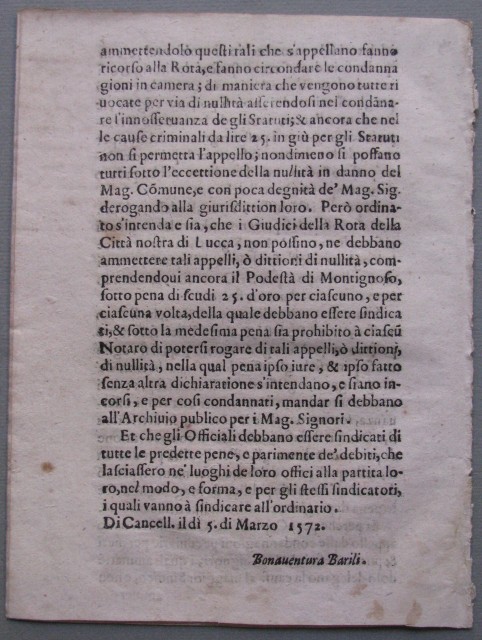 ammettendolo questi tali che s'appellano fanno
ricorso alla Rota, e fanno circondare le condanna
gioni in camera; di maniera che vengono tutte ri
uocate per via di nullità asserendosi nel condãna-
re l'innosseruanza de gli Statuti; & ancora che nel
le cause criminali da lire 25. in giù per gli Statuti
non si permetta l'appello; nondimeno si possano
tutti sotto l'eccettione della nullità in danno del
Mag. Cõmune, e con poca degnità de' Mag. Sig.
derogando alla giurisdittion loro. Però ordina-
to s'intenda e sia, che i Giudici della Rota della
Città nostra di Lucca, non possino, ne debbano
ammettere tali appelli, ò dittioni di nullità, com-
prendendoui ancora il Podestà di Montignoso,
sotto pena di scudi 25. d'oro per ciascuno, e per
ciascuna volta, della quale debbano essere sindica
ti, & sotto la medesima pena sia prohibito à ciascũ
Notaro di potersi rogare di tali appelli, ò dittioni,
di nullità, nella qual pena ipso iure, & ipso fatto
senza altra dichiaratione s'intendano, e siano in-
corsi, e per cosi condannati, mandar si debbano
all'Archiuio publico per i Mag. Signori.
Et che gli Officiali debbano essere sindicati di
tutte le predette pene, e parimente de' debiti, che
lasciassero ne' luoghi de loro offici alla partita lo-
ro, nel modo, e forma, e per gli stessi sindicatori,
i quali vanno à sindicare all'ordinario.
Di Cancell. il dì 5. di Marzo 1572.
Bonauentura Barili.